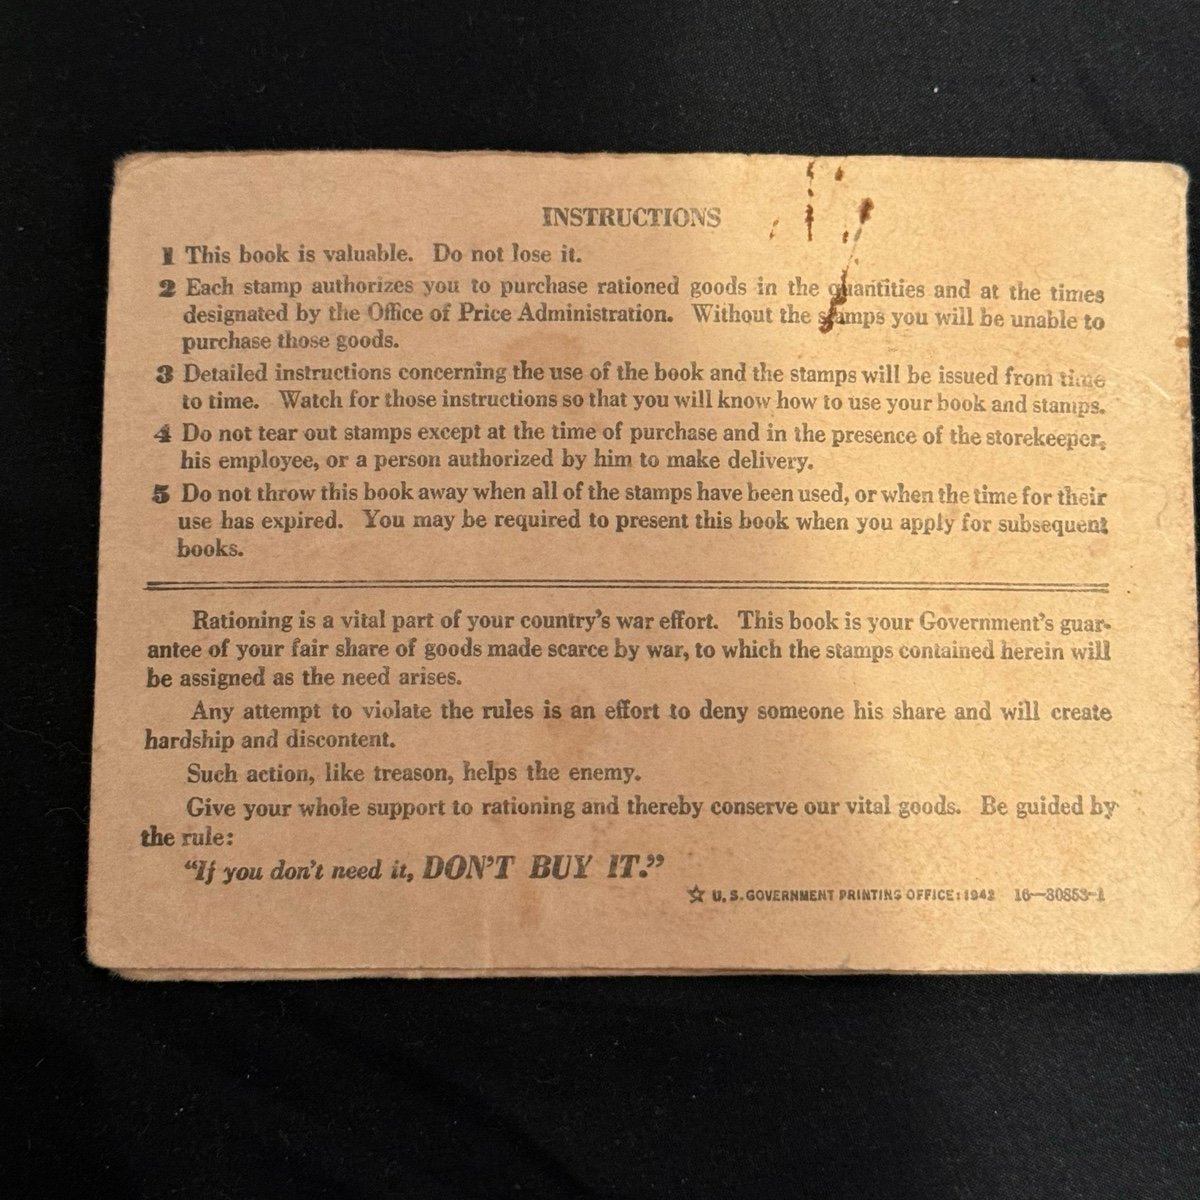 INSTRUCTIONS
1 This book is valuable. Do not lose it.
2 Each stamp authorizes you to purchase rationed goods in the quantities and at the times
designated by the Office of Price Administration. Without the stamps you will be unable to
purchase those goods.
3 Detailed instructions concerning the use of the book and the stamps will be issued from time
to time. Watch for those instructions so that you will know how to use your book and stamps.
4 Do not tear out stamps except at the time of purchase and in the presence of the storekeeper,
his employee, or a person authorized by him to make delivery.
5 Do not throw this book away when all of the stamps have been used, or when the time for their
use has expired. You may be required to present this book when you apply for subsequent
books.
Rationing is a vital part of your country's war effort. This book is your Government's guar-
antee of your fair share of goods made scarce by war, to which the stamps contained herein will
be assigned as the need arises.
Any attempt to violate the rules is an effort to deny someone his share and will create
hardship and discontent.
Such action, like treason, helps the enemy.
Give your whole support to rationing and thereby conserve our vital goods. Be guided by
the rule:
"If you don't need it, DON'T BUY IT."
☆ U. S. GOVERNMENT PRINTING OFFICE: 1942 16—30853-1